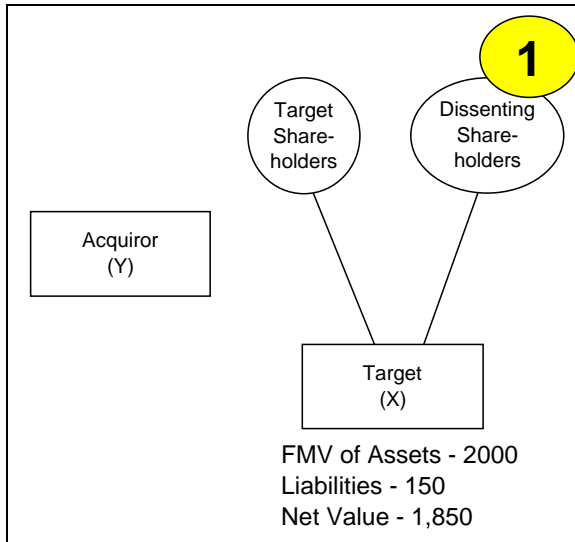 1
Target
Share-
holders
Dissenting
Share-
holders
Acquiror
(Y)
Target
(X)
FMV of Assets - 2000
Liabilities - 150
Net Value - 1,850